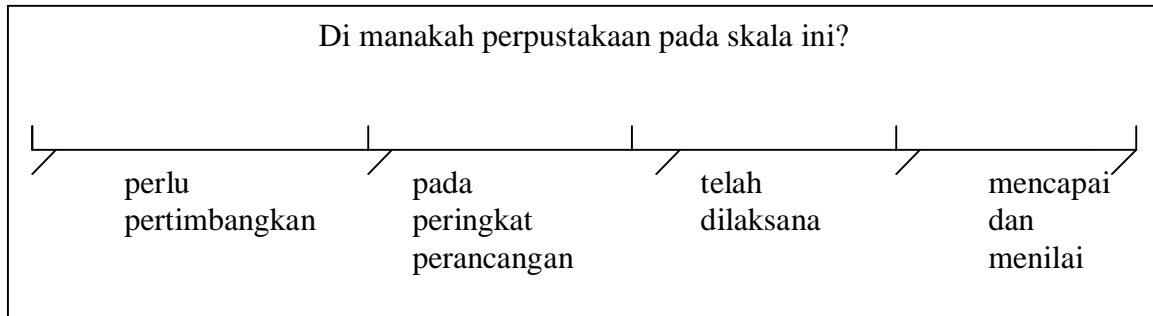 Di manakah perpustakaan pada skala ini?
perlu
pertimbangkan
pada
peringkat
perancangan
telah
dilaksana
mencapai
dan
menilai